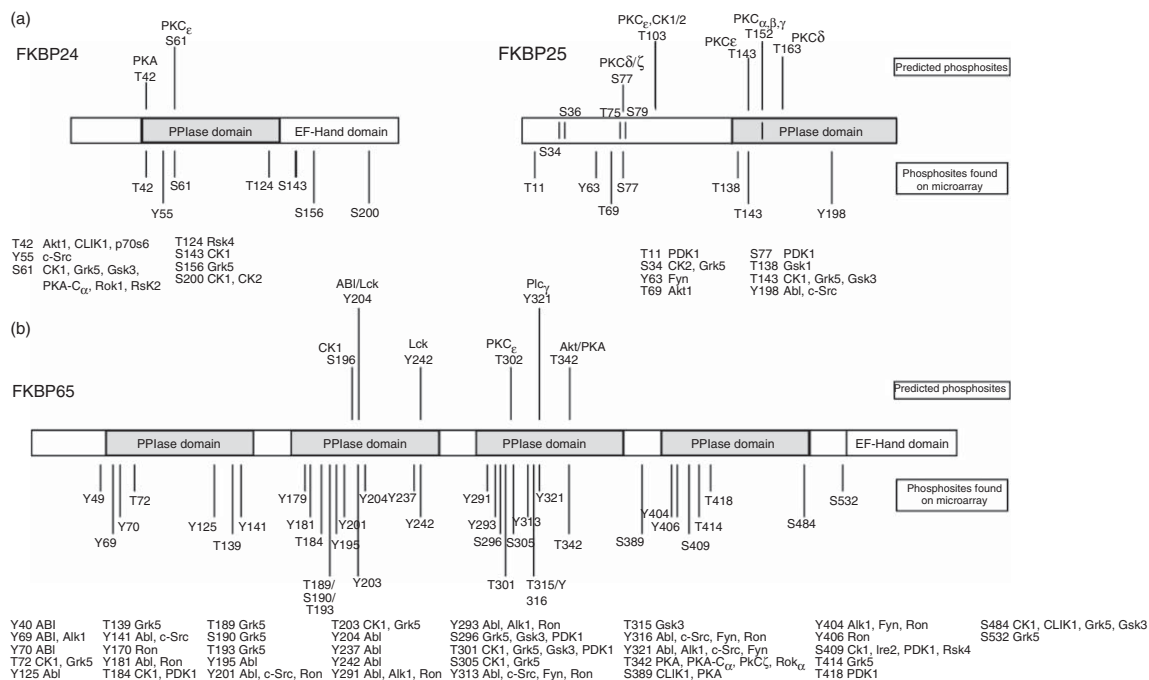 (a)
FKBP24
PKCε
S61
PKA
T42
PPIase domain
EF-Hand domain
T42
S61
T124
S143
Y55
S156
S200
T42 Akt1, CLIK1, p70s6
Y55 c-Src
S61 CK1, Grk5, Gsk3,
PKA-Cα, Rok1, RsK2
T124 Rsk4
S143 CK1
S156 Grk5
S200 CK1, CK2
FKBP25
PKCε,CK1/2
T103
PKCα,β,γ
T152
PKCε
T143
PKCδ
T163
PKCδ/ζ
S77
S36
T75
S79
PPIase domain
S34
T11
Y63
S77
T69
T138
T143
Y198
Predicted phosphosites
Phosphosites found
on microarray
T11 PDK1
S34 CK2, Grk5
Y63 Fyn
T69 Akt1
S77 PDK1
T138 Gsk1
T143 CK1, Grk5, Gsk3
Y198 Abl, c-Src
(b)
FKBP65
ABl/Lck
Y204
CK1
S196
Lck
Y242
Plcγ
Y321
PKCε
T302
Akt/PKA
T342
Predicted phosphosites
PPIase domain
PPIase domain
PPIase domain
PPIase domain
EF-Hand domain
Phosphosites found
on microarray
Y49
T72
Y70
Y69
Y125
T139
Y141
Y179
Y181
T184
T189/
S190/
T193
Y195
Y201
Y203
Y204
Y237
Y242
Y291
Y293
S296
T301
S305
Y313
T315/Y
316
Y321
T342
S389
Y404
Y406
S409
T414
T418
S484
S532
Y40 ABl
Y69 ABl, Alk1
Y70 ABl
T72 CK1, Grk5
Y125 Abl
T139 Grk5
Y141 Abl, c-Src
Y170 Ron
Y181 Abl, Ron
T184 CK1, PDK1
T189 Grk5
S190 Grk5
T193 Grk5
Y195 Abl
Y201 Abl, c-Src, Ron
T203 CK1, Grk5
Y204 Abl
Y237 Abl
Y242 Abl
Y291 Abl, Alk1, Ron
Y293 Abl, Alk1, Ron
S296 Grk5, Gsk3, PDK1
T301 CK1, Grk5, Gsk3, PDK1
S305 CK1, Grk5
Y313 Abl, c-Src, Fyn, Ron
T315 Gsk3
Y316 Abl, c-Src, Fyn, Ron
Y321 Abl, Alk1, c-Src, Fyn
T342 PKA, PKA-Cα, PkCζ, Rokα
S389 CLIK1, PKA
Y404 Alk1, Fyn, Ron
Y406 Ron
S409 Ck1, Ire2, PDK1, Rsk4
T414 Grk5
T418 PDK1
S484 CK1, CLIK1, Grk5, Gsk3
S532 Grk5